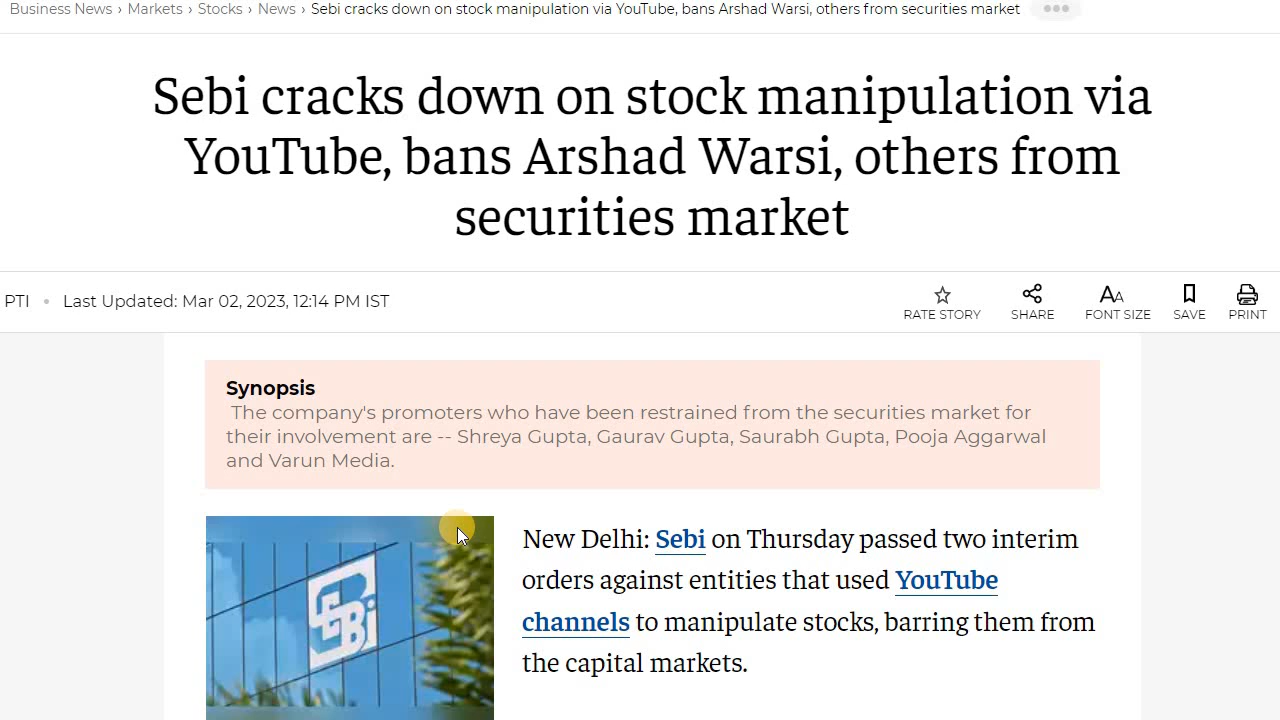 Business News › Markets › Stocks › News › Sebi cracks down on stock manipulation via YouTube, bans Arshad Warsi, others from securities market
Sebi cracks down on stock manipulation via
YouTube, bans Arshad Warsi, others from
securities market
PTI • Last Updated: Mar 02, 2023, 12:14 PM IST
RATE STORY SHARE FONT SIZE SAVE PRINT
Synopsis
The company's promoters who have been restrained from the securities market for
their involvement are -- Shreya Gupta, Gaurav Gupta, Saurabh Gupta, Pooja Aggarwal
and Varun Media.
New Delhi: Sebi on Thursday passed two interim
orders against entities that used YouTube
channels to manipulate stocks, barring them from
the capital markets.
SEBi